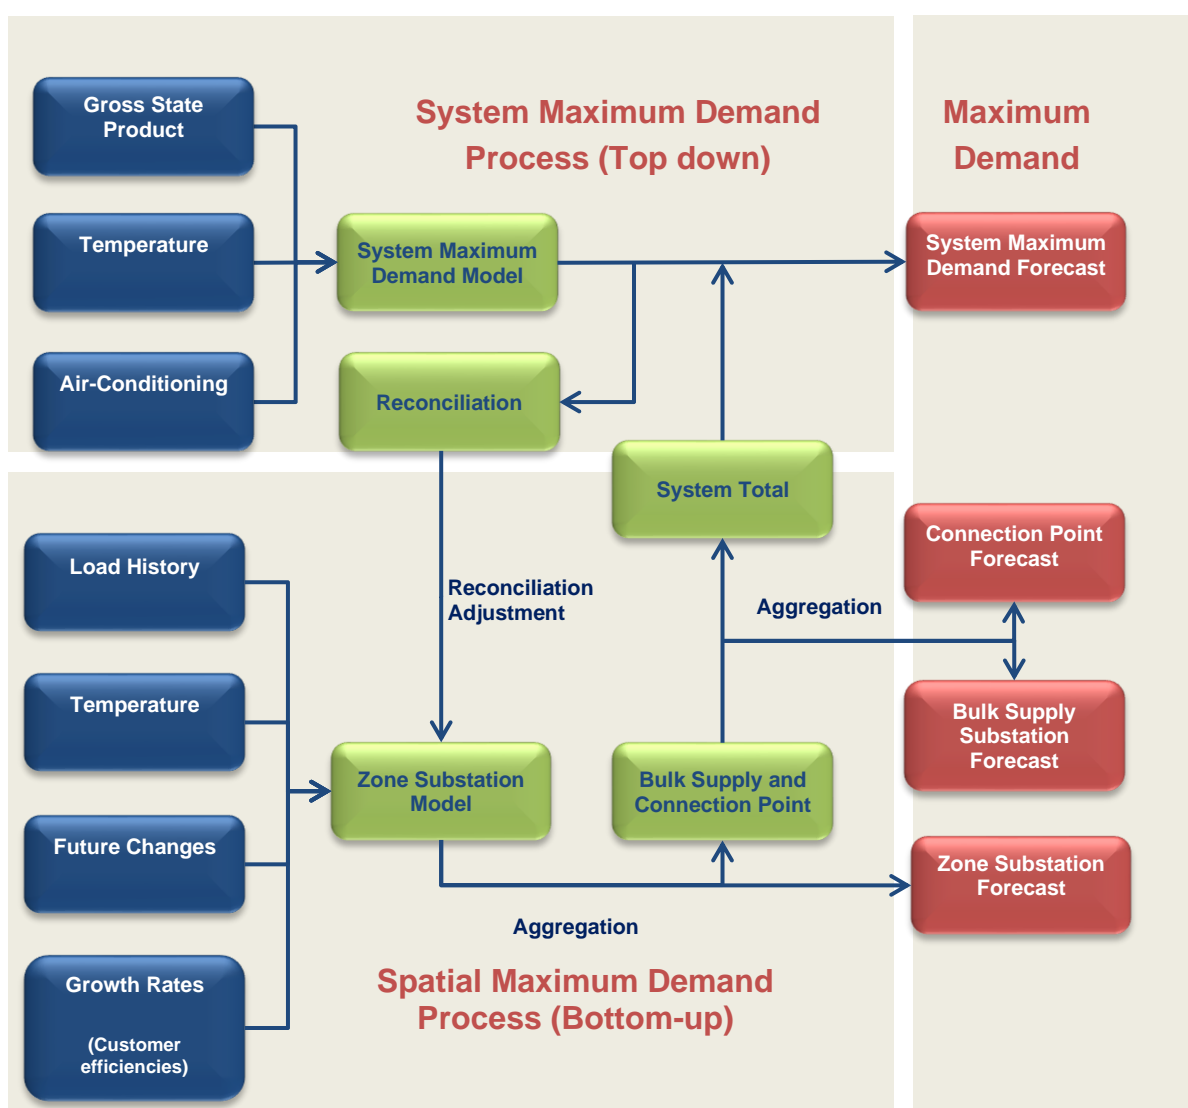 System Maximum Demand
Process (Top down)
Maximum
Demand
Gross State
Product
Temperature
Air-Conditioning
System Maximum
Demand Model
Reconciliation
System Maximum
Demand Forecast
System Total
Load History
Temperature
Future Changes
Growth Rates
(Customer
efficiencies)
Reconciliation
Adjustment
Aggregation
Connection Point
Forecast
Bulk Supply
Substation
Forecast
Zone Substation
Model
Bulk Supply and
Connection Point
Zone Substation
Forecast
Aggregation
Spatial Maximum Demand
Process (Bottom-up)